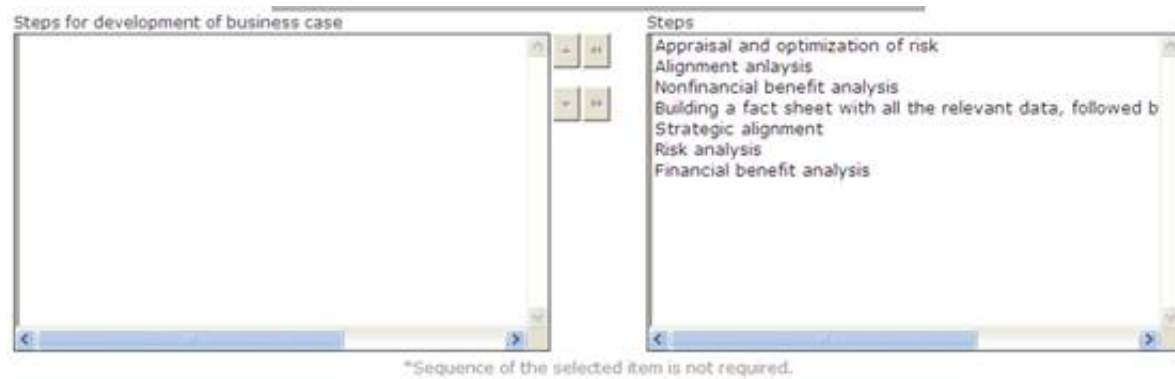 Steps for development of business case
Steps
Appraisal and optimization of risk
Alignment anlaysis
Nonfinancial benefit analysis
Building a fact sheet with all the relevant data, followed b
Strategic alignment
Risk analysis
Financial benefit analysis
*Sequence of the selected item is not required.